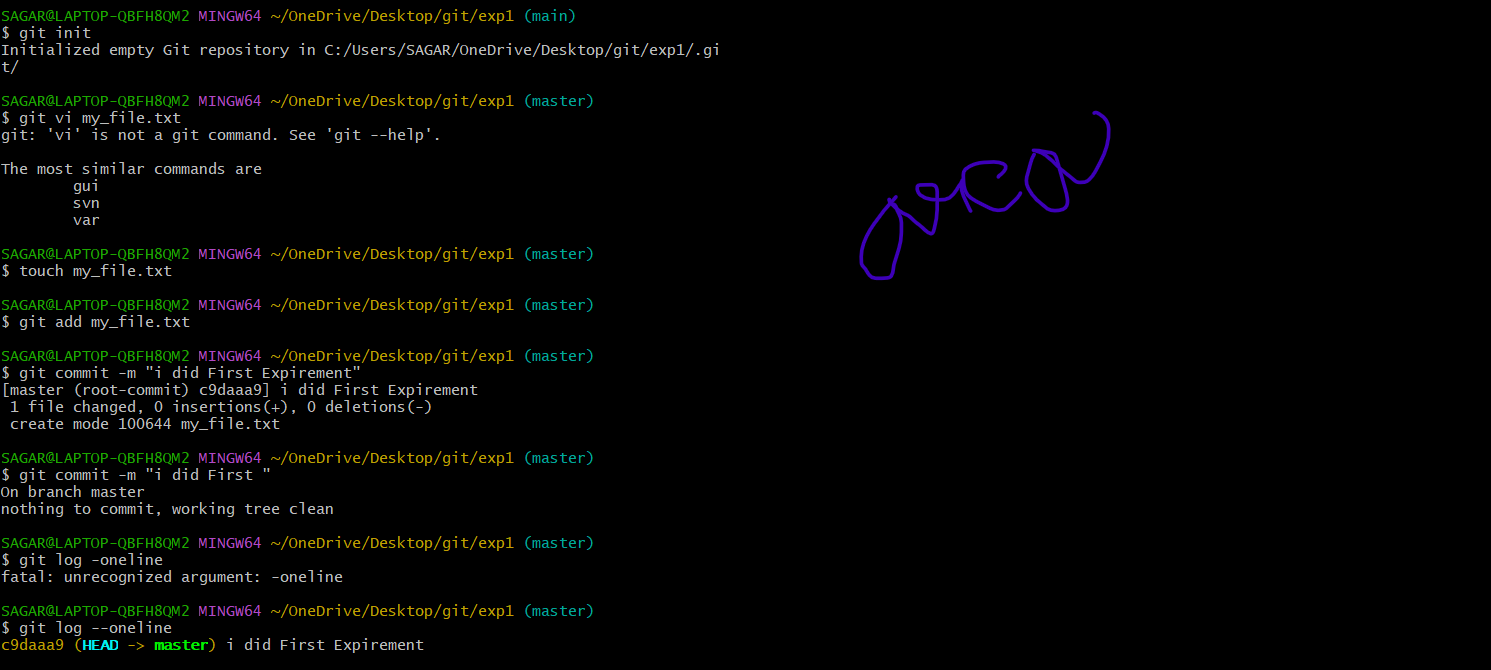 SAGAR@LAPTOP-QBFH8QM2 MINGW64 ~/OneDrive/Desktop/git/exp1 (main)
$ git init
Initialized empty Git repository in C:/Users/SAGAR/OneDrive/Desktop/git/exp1/.gi
t/

SAGAR@LAPTOP-QBFH8QM2 MINGW64 ~/OneDrive/Desktop/git/exp1 (master)
$ git vi my_file.txt
git: 'vi' is not a git command. See 'git --help'.

The most similar commands are
        gui
        svn
        var

SAGAR@LAPTOP-QBFH8QM2 MINGW64 ~/OneDrive/Desktop/git/exp1 (master)
$ touch my_file.txt

SAGAR@LAPTOP-QBFH8QM2 MINGW64 ~/OneDrive/Desktop/git/exp1 (master)
$ git add my_file.txt

SAGAR@LAPTOP-QBFH8QM2 MINGW64 ~/OneDrive/Desktop/git/exp1 (master)
$ git commit -m "i did First Expirement"
[master (root-commit) c9daaa9] i did First Expirement
 1 file changed, 0 insertions(+), 0 deletions(-)
 create mode 100644 my_file.txt

SAGAR@LAPTOP-QBFH8QM2 MINGW64 ~/OneDrive/Desktop/git/exp1 (master)
$ git commit -m "i did First "
On branch master
nothing to commit, working tree clean

SAGAR@LAPTOP-QBFH8QM2 MINGW64 ~/OneDrive/Desktop/git/exp1 (master)
$ git log -oneline
fatal: unrecognized argument: -oneline

SAGAR@LAPTOP-QBFH8QM2 MINGW64 ~/OneDrive/Desktop/git/exp1 (master)
$ git log --oneline
c9daaa9 (HEAD -> master) i did First Expirement